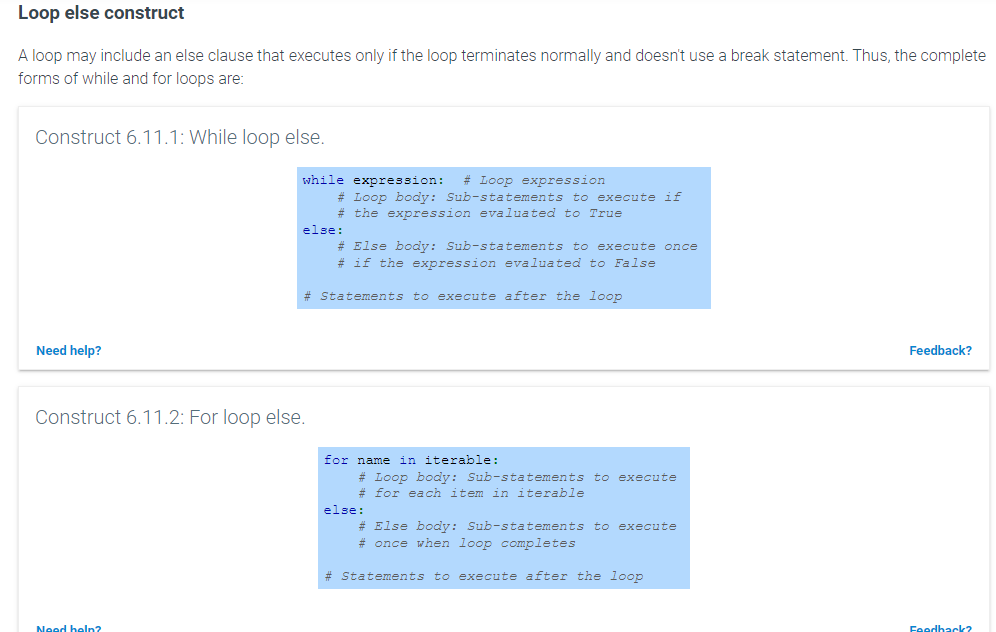 Loop else construct
A loop may include an else clause that executes only if the loop terminates normally and doesn't use a break statement. Thus, the complete
forms of while and for loops are:
Construct 6.11.1: While loop else.
while expression:  # Loop expression
    # Loop body: Sub-statements to execute if
    # the expression evaluated to True
else:
    # Else body: Sub-statements to execute once
    # if the expression evaluated to False
# Statements to execute after the loop
Need help? Feedback?
Construct 6.11.2: For loop else.
for name in iterable:
    # Loop body: Sub-statements to execute
    # for each item in iterable
else:
    # Else body: Sub-statements to execute
    # once when loop completes
# Statements to execute after the loop
Need help? Feedback?